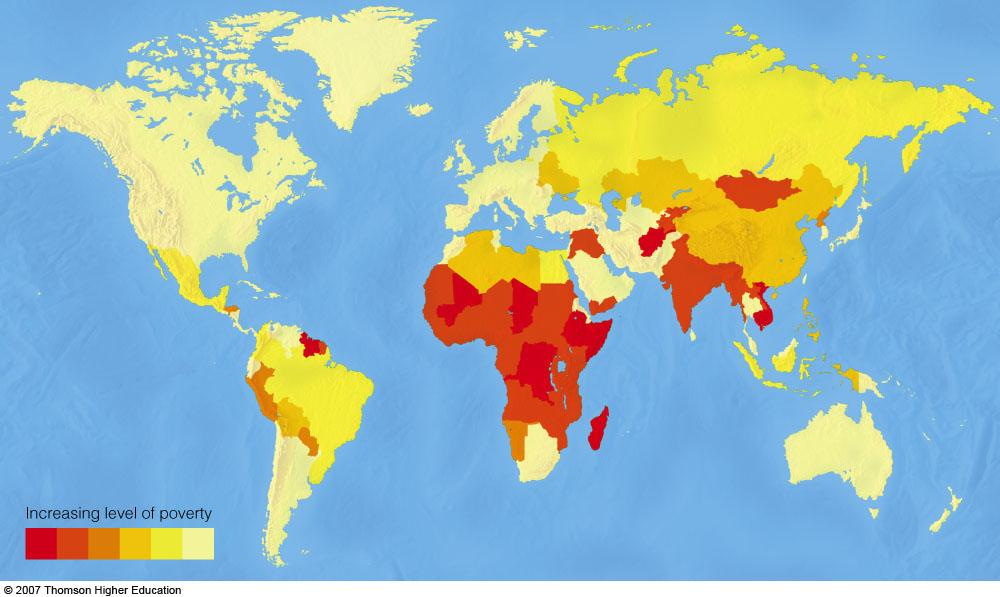 Increasing level of poverty
© 2007 Thomson Higher Education